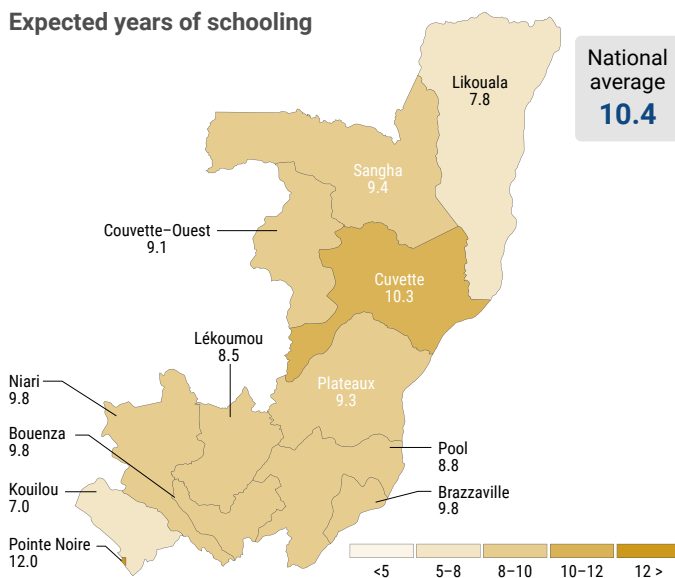 Expected years of schooling
National
average
10.4
Likouala
7.8
Sangha
9.4
Couvette–Ouest
9.1
Cuvette
10.3
Lékoumou
8.5
Plateaux
9.3
Niari
9.8
Bouenza
9.8
Pool
8.8
Kouilou
7.0
Brazzaville
9.8
Pointe Noire
12.0
<5 5–8 8–10 10–12 12 >